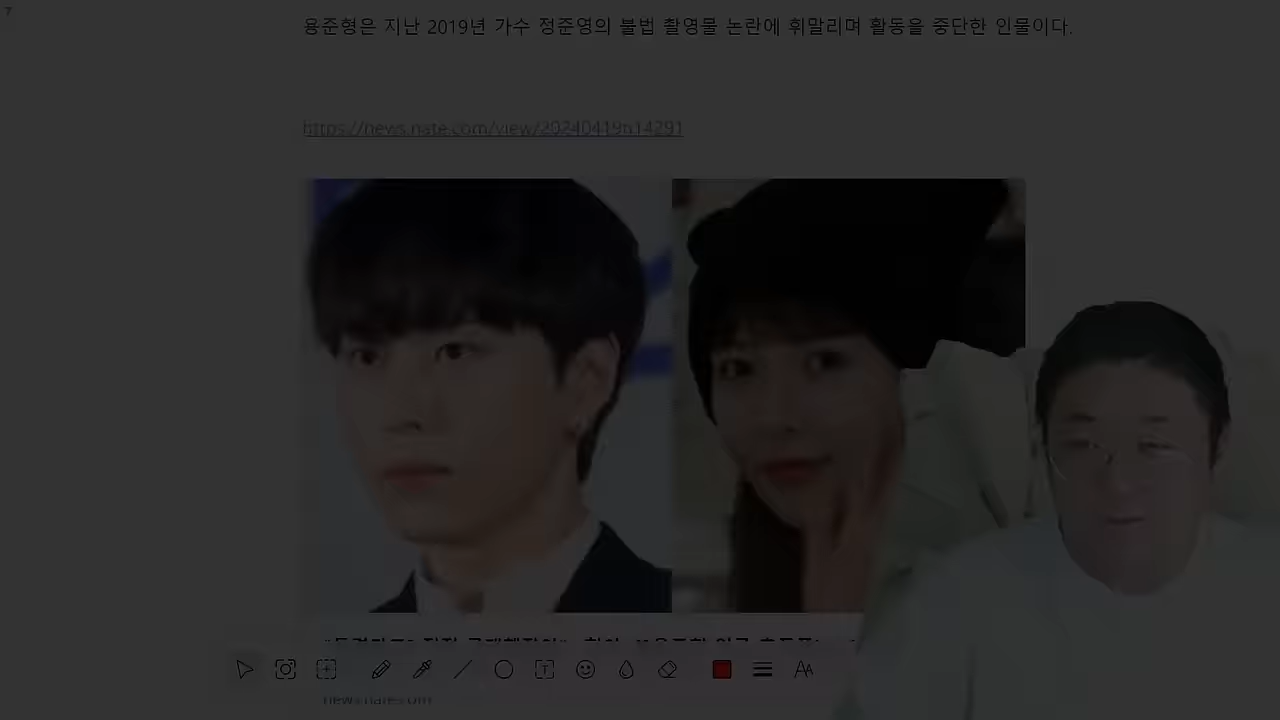 용준형은 지난 2019년 가수 정준영의 불법 촬영물 논란에 휘말리며 활동을 중단한 인물이다.
https://news.nate.com/view/20240419n14291
news.nate.com